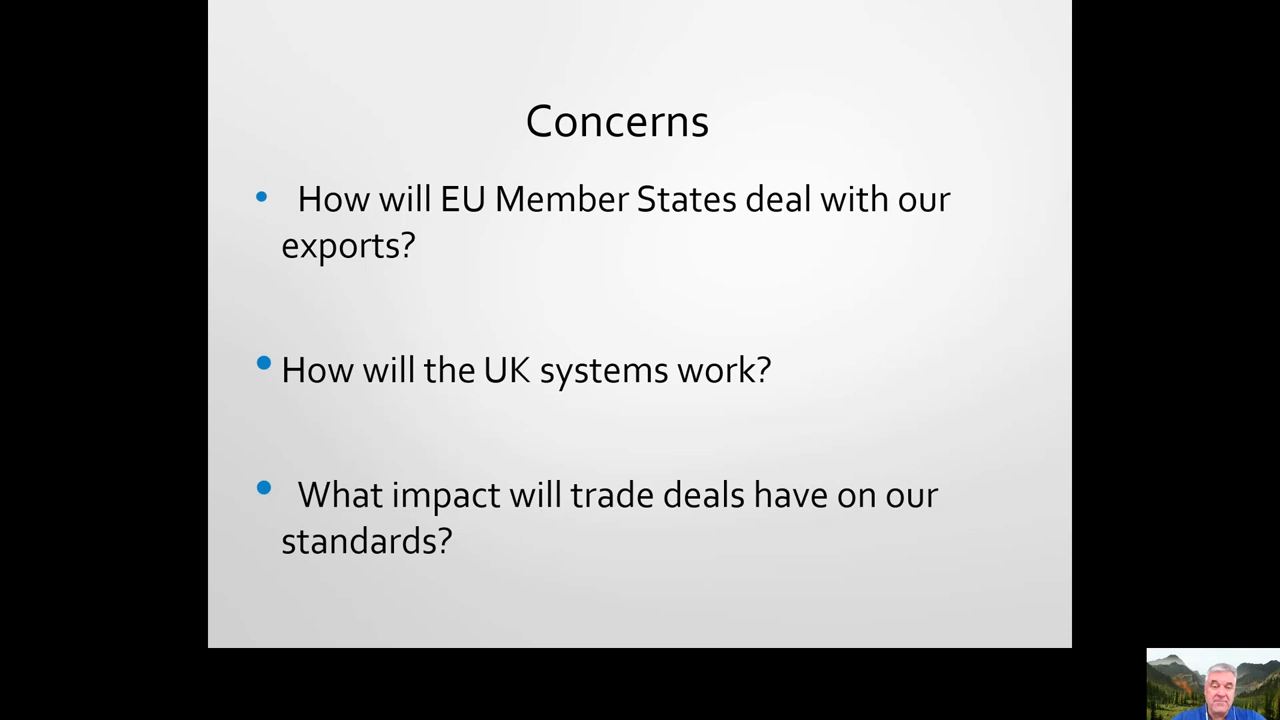 Concerns
• How will EU Member States deal with our
exports?
• How will the UK systems work?
• What impact will trade deals have on our
standards?